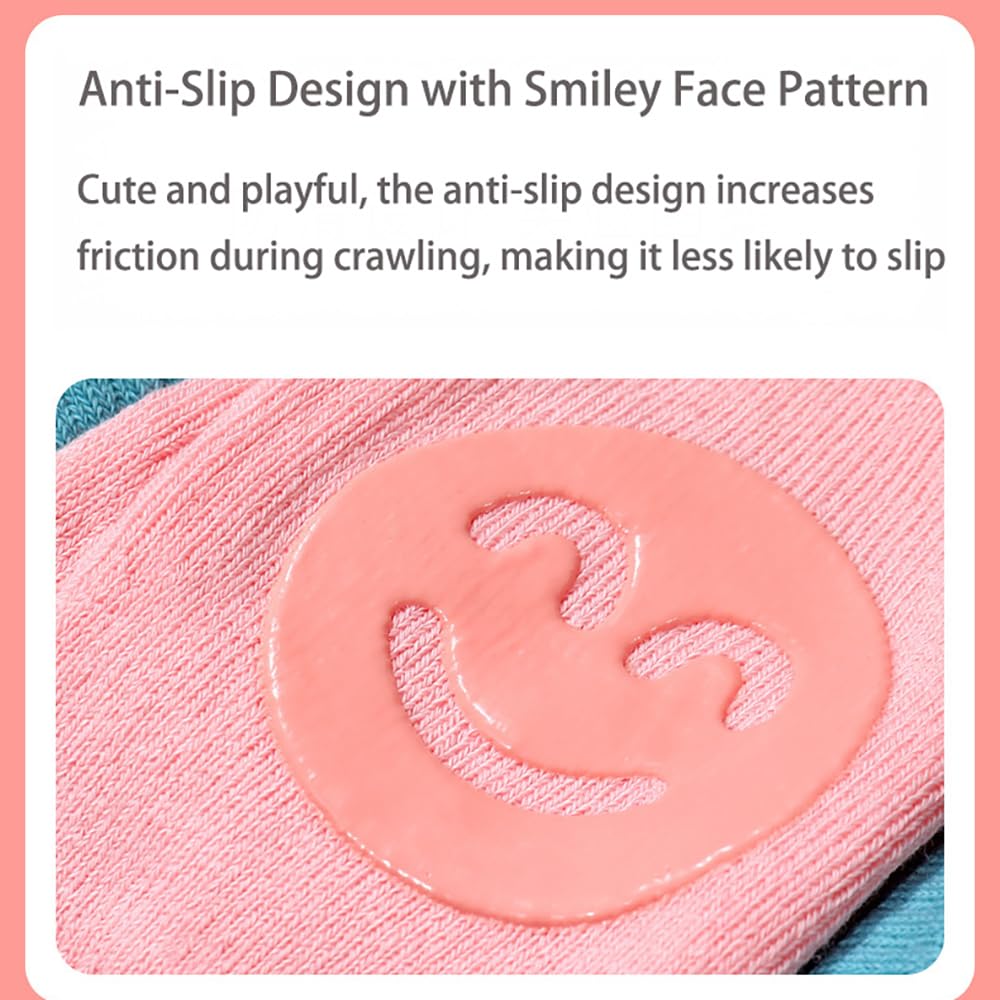 Anti-Slip Design with Smiley Face Pattern
Cute and playful, the anti-slip design increases
friction during crawling, making it less likely to slip